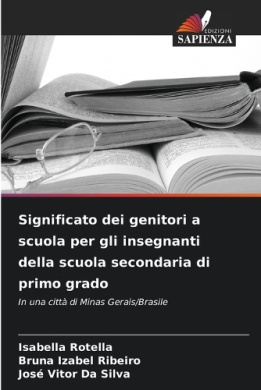 EDIZIONI
SAPIENZA
Significato dei genitori a
scuola per gli insegnanti
della scuola secondaria di
primo grado
In una città di Minas Gerais/Brasile
Isabella Rotella
Bruna Izabel Ribeiro
José Vitor Da Silva